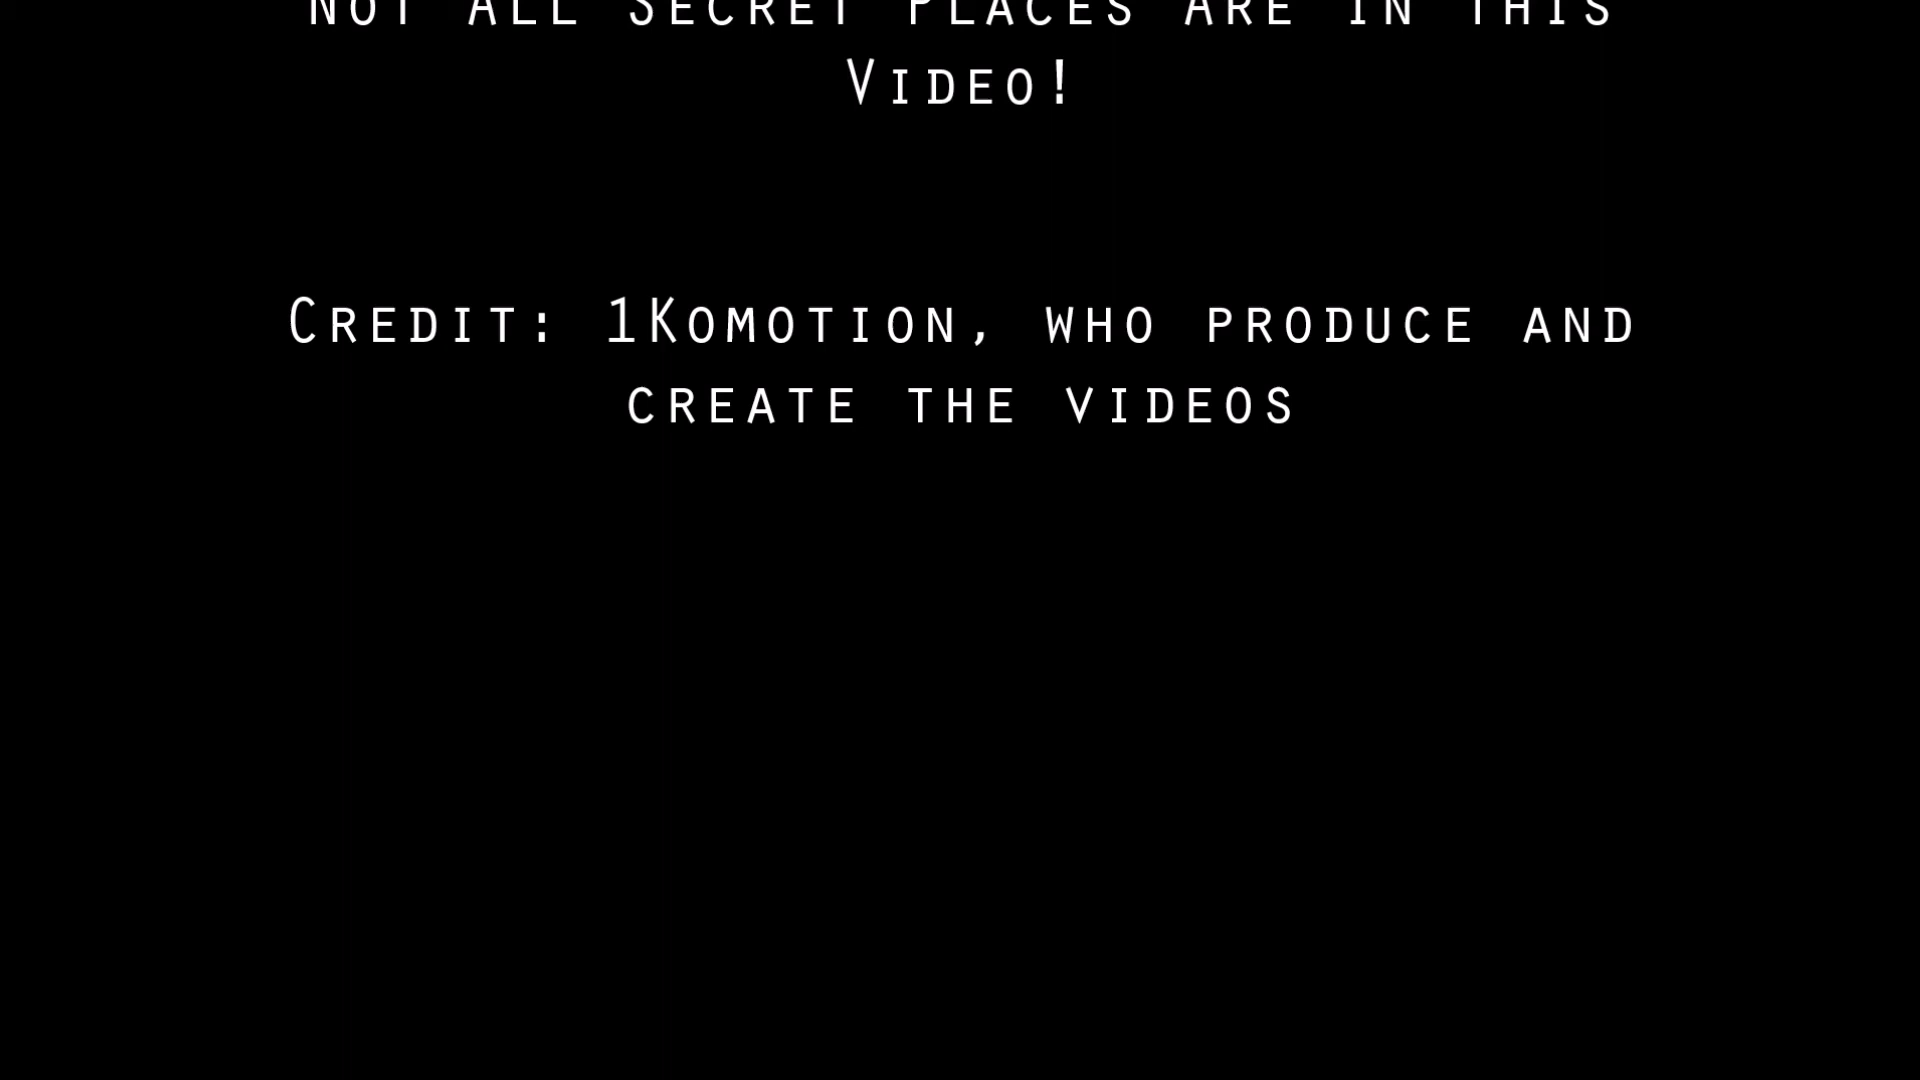 Not All Secret Places Are in this
Video!
Credit: 1Komotion, who produce and
create the videos